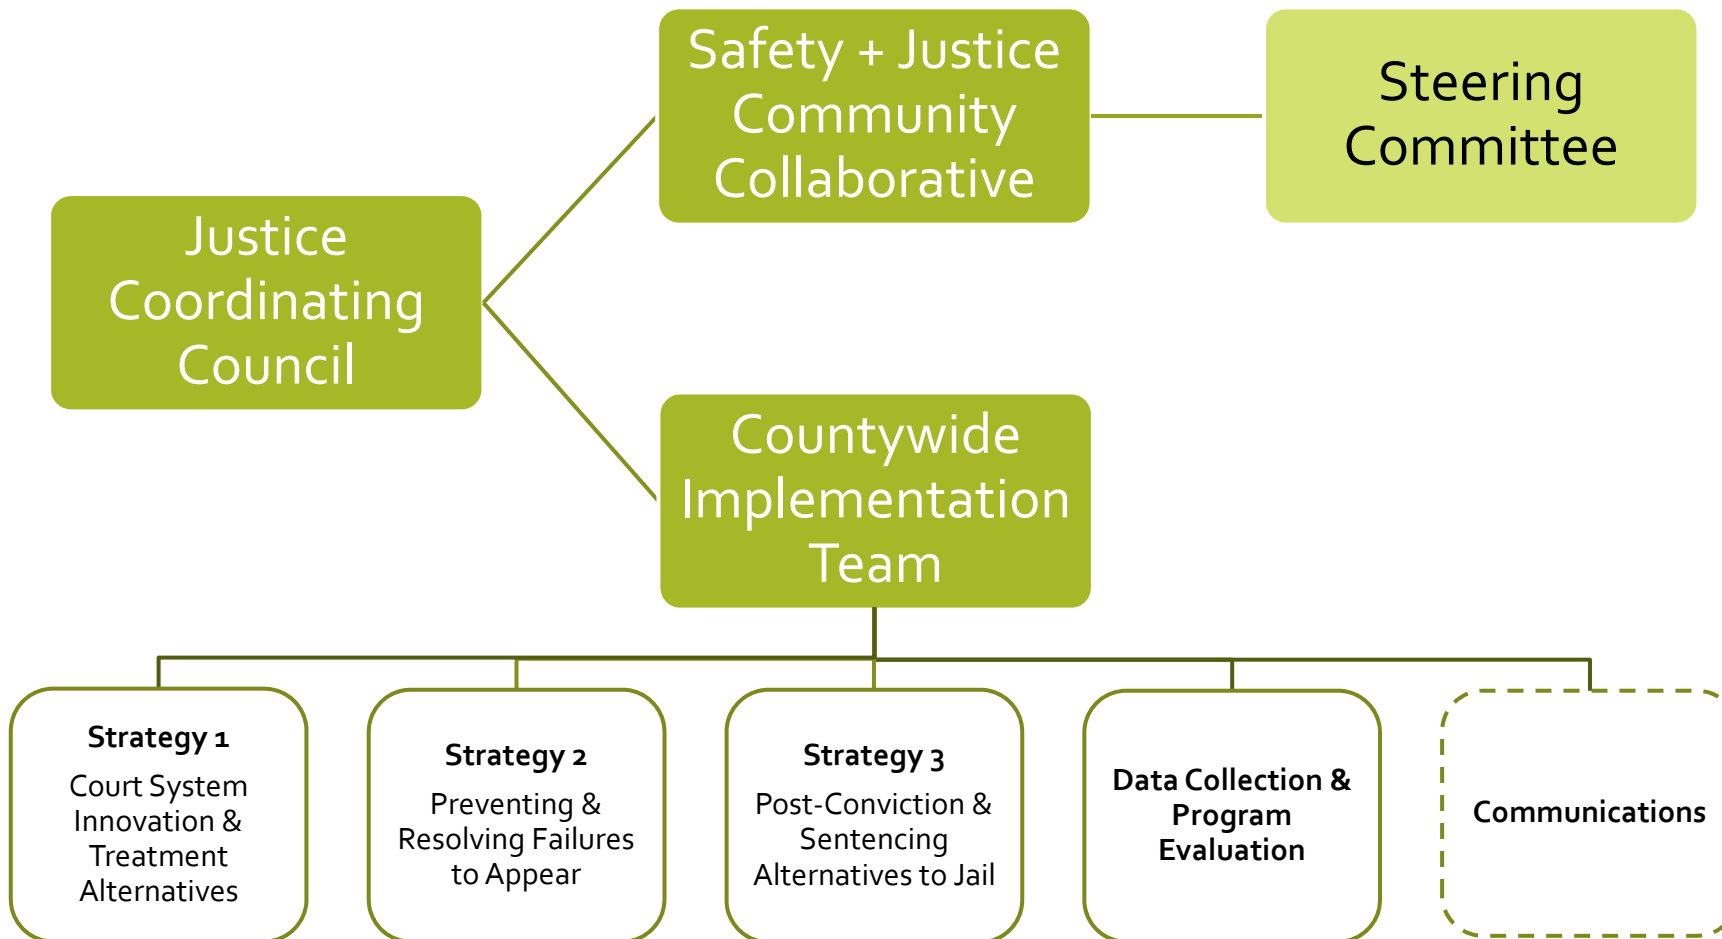 Safety + Justice
Community
Collaborative
Steering
Committee
Justice
Coordinating
Council
Countywide
Implementation
Team
Strategy 1
Court System
Innovation &
Treatment
Alternatives
Strategy 2
Preventing &
Resolving Failures
to Appear
Strategy 3
Post-Conviction &
Sentencing
Alternatives to Jail
Data Collection &
Program
Evaluation
Communications